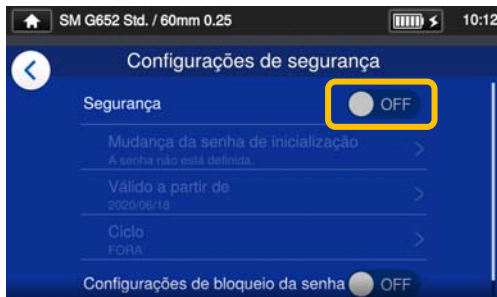 SM G652 Std. / 60mm 0.25 10:12
Configurações de segurança
Segurança OFF
Mudança da senha de inicialização
A senha não está definida.
Válido a partir de
2020/06/18
Ciclo
FORA
Configurações de bloqueio da senha OFF